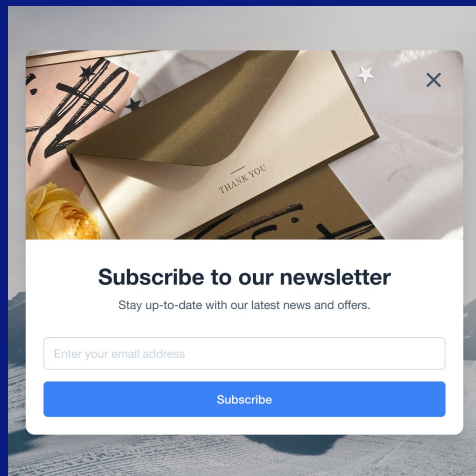 THANK YOU
Subscribe to our newsletter
Stay up-to-date with our latest news and offers.
Enter your email address
Subscribe